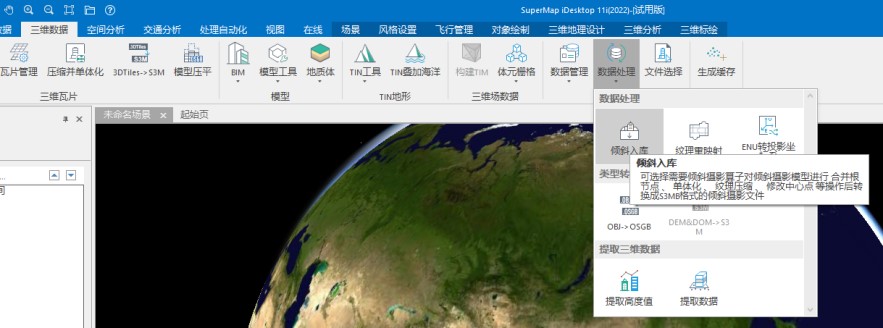 SuperMap iDesktop 11i(2022)-[试用版]
数据 三维数据 空间分析 交通分析 处理自动化 视图 在线 场景 风格设置 飞行管理 对象绘制 三维地理设计 三维分析 三维标绘
瓦片管理 压缩并单体化 3DTiles->S3M 模型压平 BIM 模型工具 地质体 TIN工具 TIN叠加海洋 构建TIM 体元栅格 数据管理 数据处理 文件选择 生成缓存
三维瓦片 模型 TIN地形 三维场数据
数据处理
未命名场景 起始页
倾斜入库 纹理重映射 ENU转投影坐
倾斜入库
可选择需要倾斜摄影算子对倾斜摄影模型进行 合并根
节点 、 单体化 、 纹理压缩 、 修改中心点 等操作后转
换成S3MB格式的倾斜摄影文件
类型转
OBJ->OSGB DEM&DOM->S3
M
提取三维数据
提取高度值 提取数据